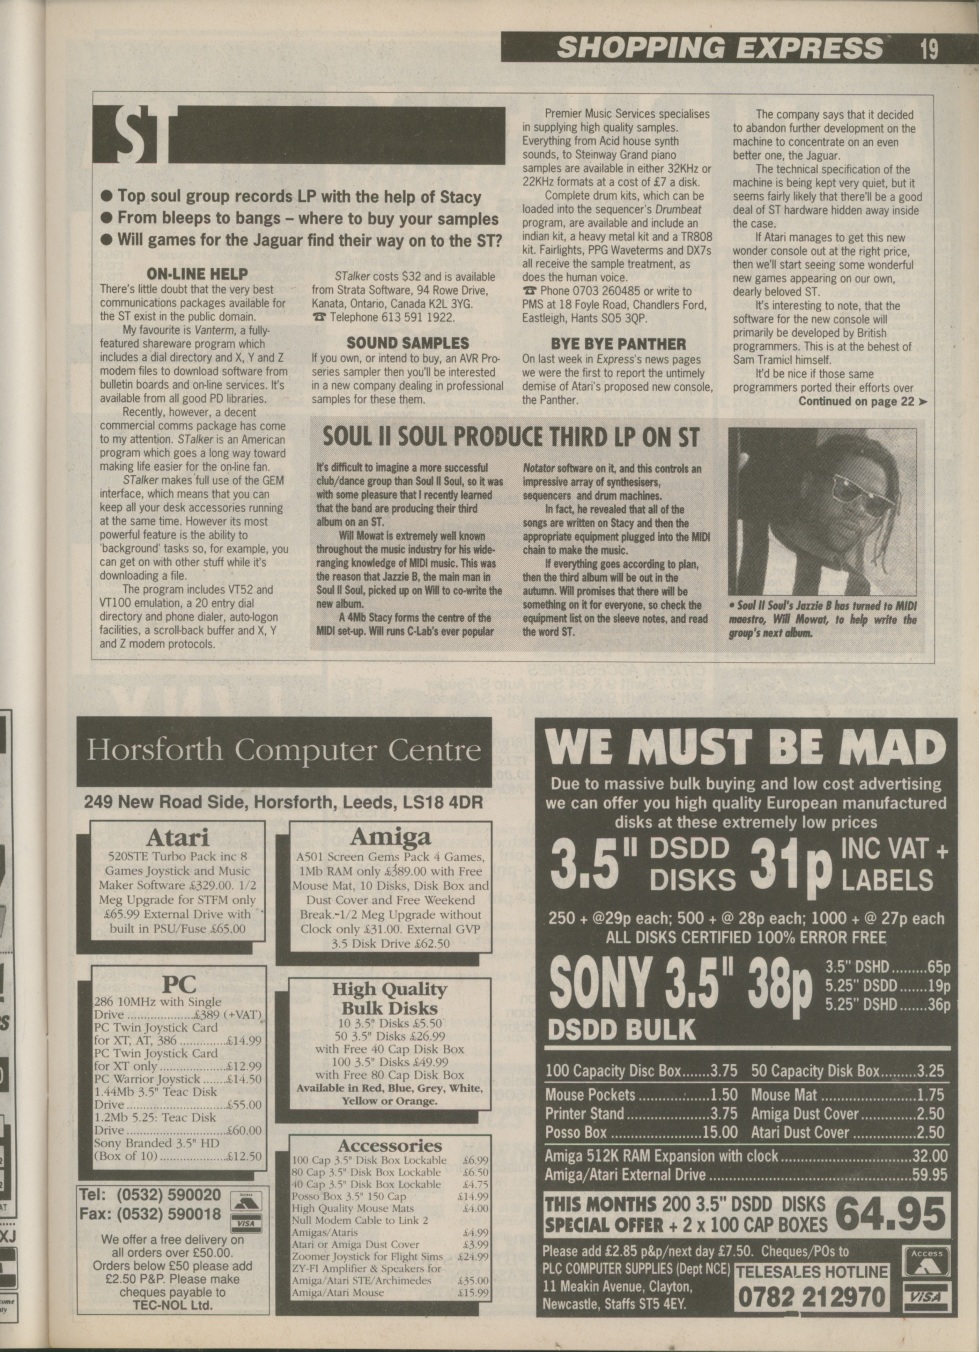 SHOPPING EXPRESS 19
ST
● Top soul group records LP with the help of Stacy
● From bleeps to bangs – where to buy your samples
● Will games for the Jaguar find their way on to the ST?
ON-LINE HELP
There's little doubt that the very best
communications packages available for
the ST exist in the public domain.
My favourite is Vanterm, a fully-
featured shareware program which
includes a dial directory and X, Y and Z
modem files to download software from
bulletin boards and on-line services. It's
available from all good PD libraries.
Recently, however, a decent
commercial comms package has come
to my attention. STalker is an American
program which goes a long way toward
making life easier for the on-line fan.
STalker makes full use of the GEM
interface, which means that you can
keep all your desk accessories running
at the same time. However its most
powerful feature is the ability to
'background' tasks so, for example, you
can get on with other stuff while it's
downloading a file.
The program includes VT52 and
VT100 emulation, a 20 entry dial
directory and phone dialer, auto-logon
facilities, a scroll-back buffer and X, Y
and Z modem protocols.
STalker costs $32 and is available
from Strata Software, 94 Rowe Drive,
Kanata, Ontario, Canada K2L 3YG.
☎ Telephone 613 591 1922.
SOUND SAMPLES
If you own, or intend to buy, an AVR Pro-
series sampler then you'll be interested
in a new company dealing in professional
samples for these them.
Premier Music Services specialises
in supplying high quality samples.
Everything from Acid house synth
sounds, to Steinway Grand piano
samples are available in either 32KHz or
22KHz formats at a cost of £7 a disk.
Complete drum kits, which can be
loaded into the sequencer's Drumbeat
program, are available and include an
indian kit, a heavy metal kit and a TR808
kit. Fairlights, PPG Waveterms and DX7s
all receive the sample treatment, as
does the human voice.
☎ Phone 0703 260485 or write to
PMS at 18 Foyle Road, Chandlers Ford,
Eastleigh, Hants SO5 3QP.
BYE BYE PANTHER
On last week in Express's news pages
we were the first to report the untimely
demise of Atari's proposed new console,
the Panther.
The company says that it decided
to abandon further development on the
machine to concentrate on an even
better one, the Jaguar.
The technical specification of the
machine is being kept very quiet, but it
seems fairly likely that there'll be a good
deal of ST hardware hidden away inside
the case.
If Atari manages to get this new
wonder console out at the right price,
then we'll start seeing some wonderful
new games appearing on our own,
dearly beloved ST.
It's interesting to note, that the
software for the new console will
primarily be developed by British
programmers. This is at the behest of
Sam Tramiel himself.
It'd be nice if those same
programmers ported their efforts over
Continued on page 22 ➤
SOUL II SOUL PRODUCE THIRD LP ON ST
It's difficult to imagine a more successful
club/dance group than Soul II Soul, so it was
with some pleasure that I recently learned
that the band are producing their third
album on an ST.
Will Mowat is extremely well known
throughout the music industry for his wide-
ranging knowledge of MIDI music. This was
the reason that Jazzie B, the main man in
Soul II Soul, picked up on Will to co-write the
new album.
A 4Mb Stacy forms the centre of the
MIDI set-up. Will runs C-Lab's ever popular
Notator software on it, and this controls an
impressive array of synthesisers,
sequencers and drum machines.
In fact, he revealed that all of the
songs are written on Stacy and then the
appropriate equipment plugged into the MIDI
chain to make the music.
If everything goes according to plan,
then the third album will be out in the
autumn. Will promises that there will be
something on it for everyone, so check the
equipment list on the sleeve notes, and read
the word ST.
• Soul II Soul's Jazzie B has turned to MIDI
maestro, Will Mowat, to help write the
group's next album.
Horsforth Computer Centre
249 New Road Side, Horsforth, Leeds, LS18 4DR
Atari
520STE Turbo Pack inc 8
Games Joystick and Music
Maker Software £329.00. 1/2
Meg Upgrade for STFM only
£65.99 External Drive with
built in PSU/Fuse £65.00
Amiga
A501 Screen Gems Pack 4 Games,
1Mb RAM only £389.00 with Free
Mouse Mat, 10 Disks, Disk Box and
Dust Cover and Free Weekend
Break.-1/2 Meg Upgrade without
Clock only £31.00. External GVP
3.5 Disk Drive £62.50
PC
286 10MHz with Single
Drive....................£389 (+VAT)
PC Twin Joystick Card
for XT, AT, 386..............£14.99
PC Twin Joystick Card
for XT only....................£12.99
PC Warrior Joystick......£14.50
1.44Mb 3.5" Teac Disk
Drive............................£55.00
1.2Mb 5.25: Teac Disk
Drive............................£60.00
Sony Branded 3.5" HD
(Box of 10)....................£12.50
High Quality
Bulk Disks
10 3.5" Disks £5.50
50 3.5" Disks £26.99
with Free 40 Cap Disk Box
100 3.5" Disks £49.99
with Free 80 Cap Disk Box
Available in Red, Blue, Grey, White,
Yellow or Orange.
Accessories
100 Cap 3.5" Disk Box Lockable £6.99
80 Cap 3.5" Disk Box Lockable £6.50
40 Cap 3.5" Disk Box Lockable £4.75
Posso Box 3.5" 150 Cap £14.99
High Quality Mouse Mats £4.00
Null Modem Cable to Link 2
Amigas/Ataris £4.99
Atari or Amiga Dust Cover £3.99
Zoomer Joystick for Flight Sims £24.99
ZY-FI Amplifier & Speakers for
Amiga/Atari STE/Archimedes £35.00
Amiga/Atari Mouse £15.99
Tel: (0532) 590020
Fax: (0532) 590018
VISA
We offer a free delivery on
all orders over £50.00.
Orders below £50 please add
£2.50 P&P. Please make
cheques payable to
TEC-NOL Ltd.
WE MUST BE MAD
Due to massive bulk buying and low cost advertising
we can offer you high quality European manufactured
disks at these extremely low prices
3.5" DSDD DISKS 31p INC VAT + LABELS
250 + @29p each; 500 + @ 28p each; 1000 + @ 27p each
ALL DISKS CERTIFIED 100% ERROR FREE
SONY 3.5" 38p
DSDD BULK
3.5" DSHD.........65p
5.25" DSDD.......19p
5.25" DSHD.......36p
100 Capacity Disc Box.......3.75 50 Capacity Disk Box........3.25
Mouse Pockets..............1.50 Mouse Mat....................1.75
Printer Stand.................3.75 Amiga Dust Cover..........2.50
Posso Box....................15.00 Atari Dust Cover............2.50
Amiga 512K RAM Expansion with clock.......................32.00
Amiga/Atari External Drive.......................................59.95
THIS MONTHS 200 3.5" DSDD DISKS
SPECIAL OFFER + 2 x 100 CAP BOXES 64.95
Please add £2.85 p&p/next day £7.50. Cheques/POs to
PLC COMPUTER SUPPLIES (Dept NCE)
11 Meakin Avenue, Clayton,
Newcastle, Staffs ST5 4EY.
TELESALES HOTLINE
0782 212970
Access
VISA